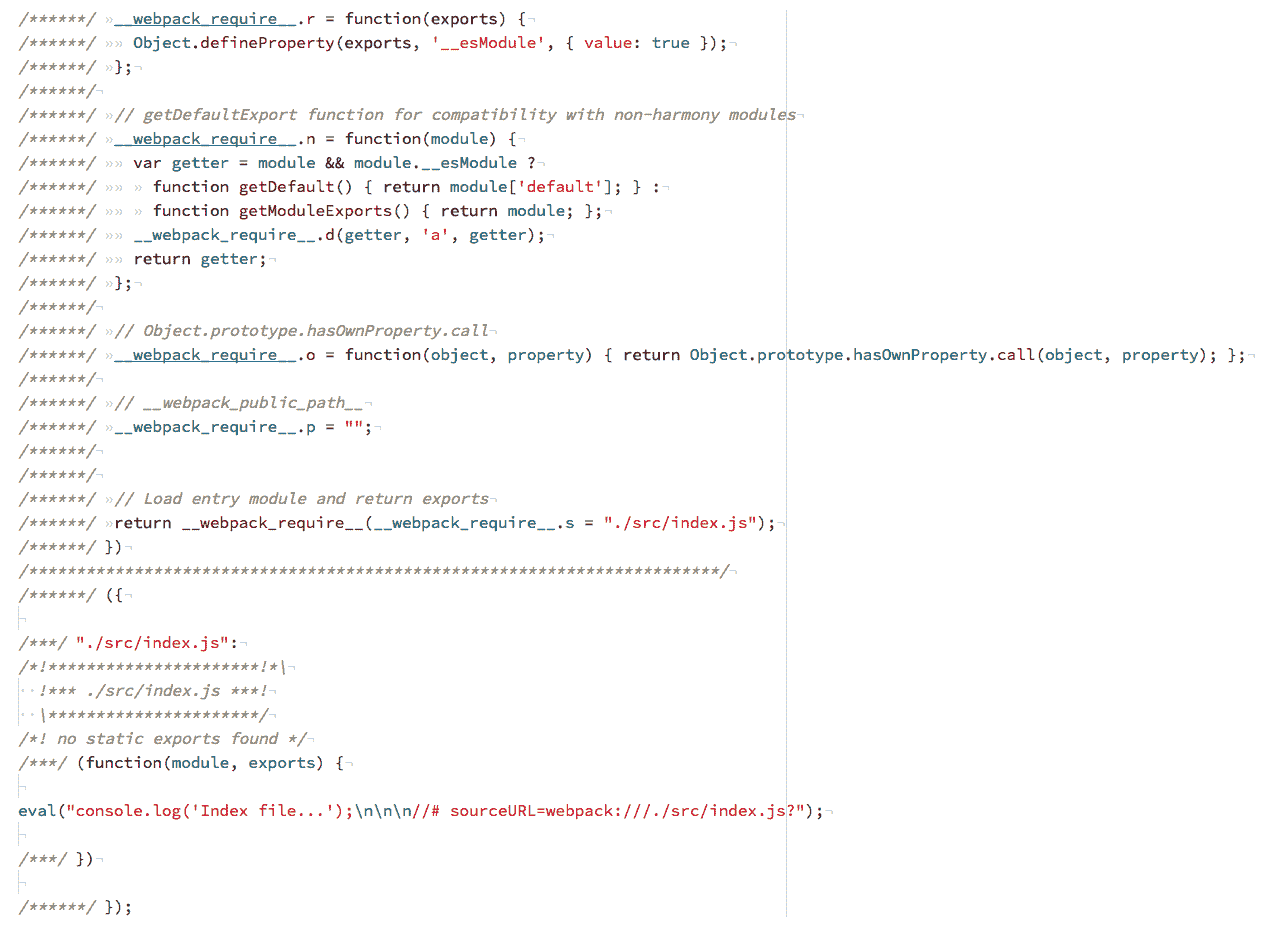 /******/ 	__webpack_require__.r = function(exports) {
/******/ 		Object.defineProperty(exports, '__esModule', { value: true });
/******/ 	};
/******/
/******/ 	// getDefaultExport function for compatibility with non-harmony modules
/******/ 	__webpack_require__.n = function(module) {
/******/ 		var getter = module && module.__esModule ?
/******/ 			function getDefault() { return module['default']; } :
/******/ 			function getModuleExports() { return module; };
/******/ 		__webpack_require__.d(getter, 'a', getter);
/******/ 		return getter;
/******/ 	};
/******/
/******/ 	// Object.prototype.hasOwnProperty.call
/******/ 	__webpack_require__.o = function(object, property) { return Object.prototype.hasOwnProperty.call(object, property); };
/******/
/******/ 	// __webpack_public_path__
/******/ 	__webpack_require__.p = "";
/******/
/******/
/******/ 	// Load entry module and return exports
/******/ 	return __webpack_require__(__webpack_require__.s = "./src/index.js");
/******/ })
/************************************************************************/
/******/ ({

/***/ "./src/index.js":
/*!**********************!*\
  !*** ./src/index.js ***!
  \**********************/
/*! no static exports found */
/***/ (function(module, exports) {

eval("console.log('Index file...');\n\n\n//# sourceURL=webpack:///./src/index.js?");

/***/ })

/******/ });